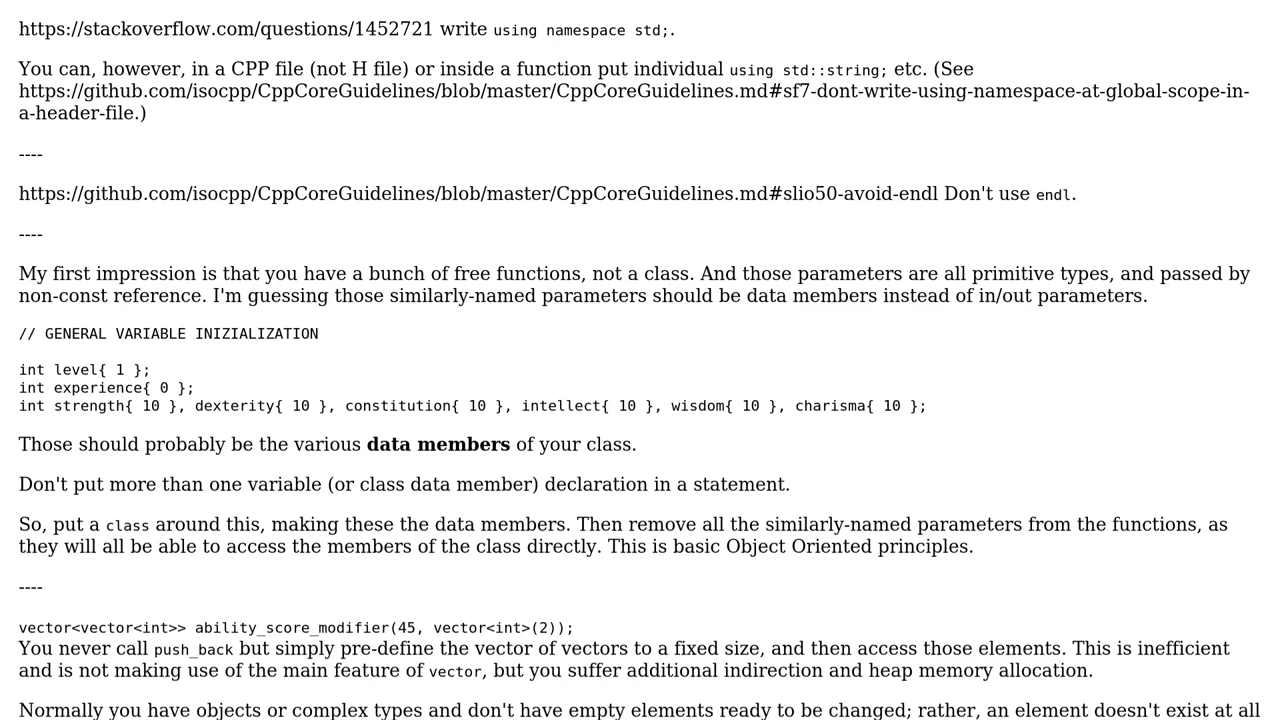 https://stackoverflow.com/questions/1452721 write using namespace std;.
You can, however, in a CPP file (not H file) or inside a function put individual using std::string; etc. (See
https://github.com/isocpp/CppCoreGuidelines/blob/master/CppCoreGuidelines.md#sf7-dont-write-using-namespace-at-global-scope-in-
a-header-file.)
----
https://github.com/isocpp/CppCoreGuidelines/blob/master/CppCoreGuidelines.md#slio50-avoid-endl Don't use endl.
----
My first impression is that you have a bunch of free functions, not a class. And those parameters are all primitive types, and passed by
non-const reference. I'm guessing those similarly-named parameters should be data members instead of in/out parameters.
// GENERAL VARIABLE INIZIALIZATION
int level{ 1 };
int experience{ 0 };
int strength{ 10 }, dexterity{ 10 }, constitution{ 10 }, intellect{ 10 }, wisdom{ 10 }, charisma{ 10 };
Those should probably be the various data members of your class.
Don't put more than one variable (or class data member) declaration in a statement.
So, put a class around this, making these the data members. Then remove all the similarly-named parameters from the functions, as
they will all be able to access the members of the class directly. This is basic Object Oriented principles.
----
vector<vector<int>> ability_score_modifier(45, vector<int>(2));
You never call push_back but simply pre-define the vector of vectors to a fixed size, and then access those elements. This is inefficient
and is not making use of the main feature of vector, but you suffer additional indirection and heap memory allocation.
Normally you have objects or complex types and don't have empty elements ready to be changed; rather, an element doesn't exist at all